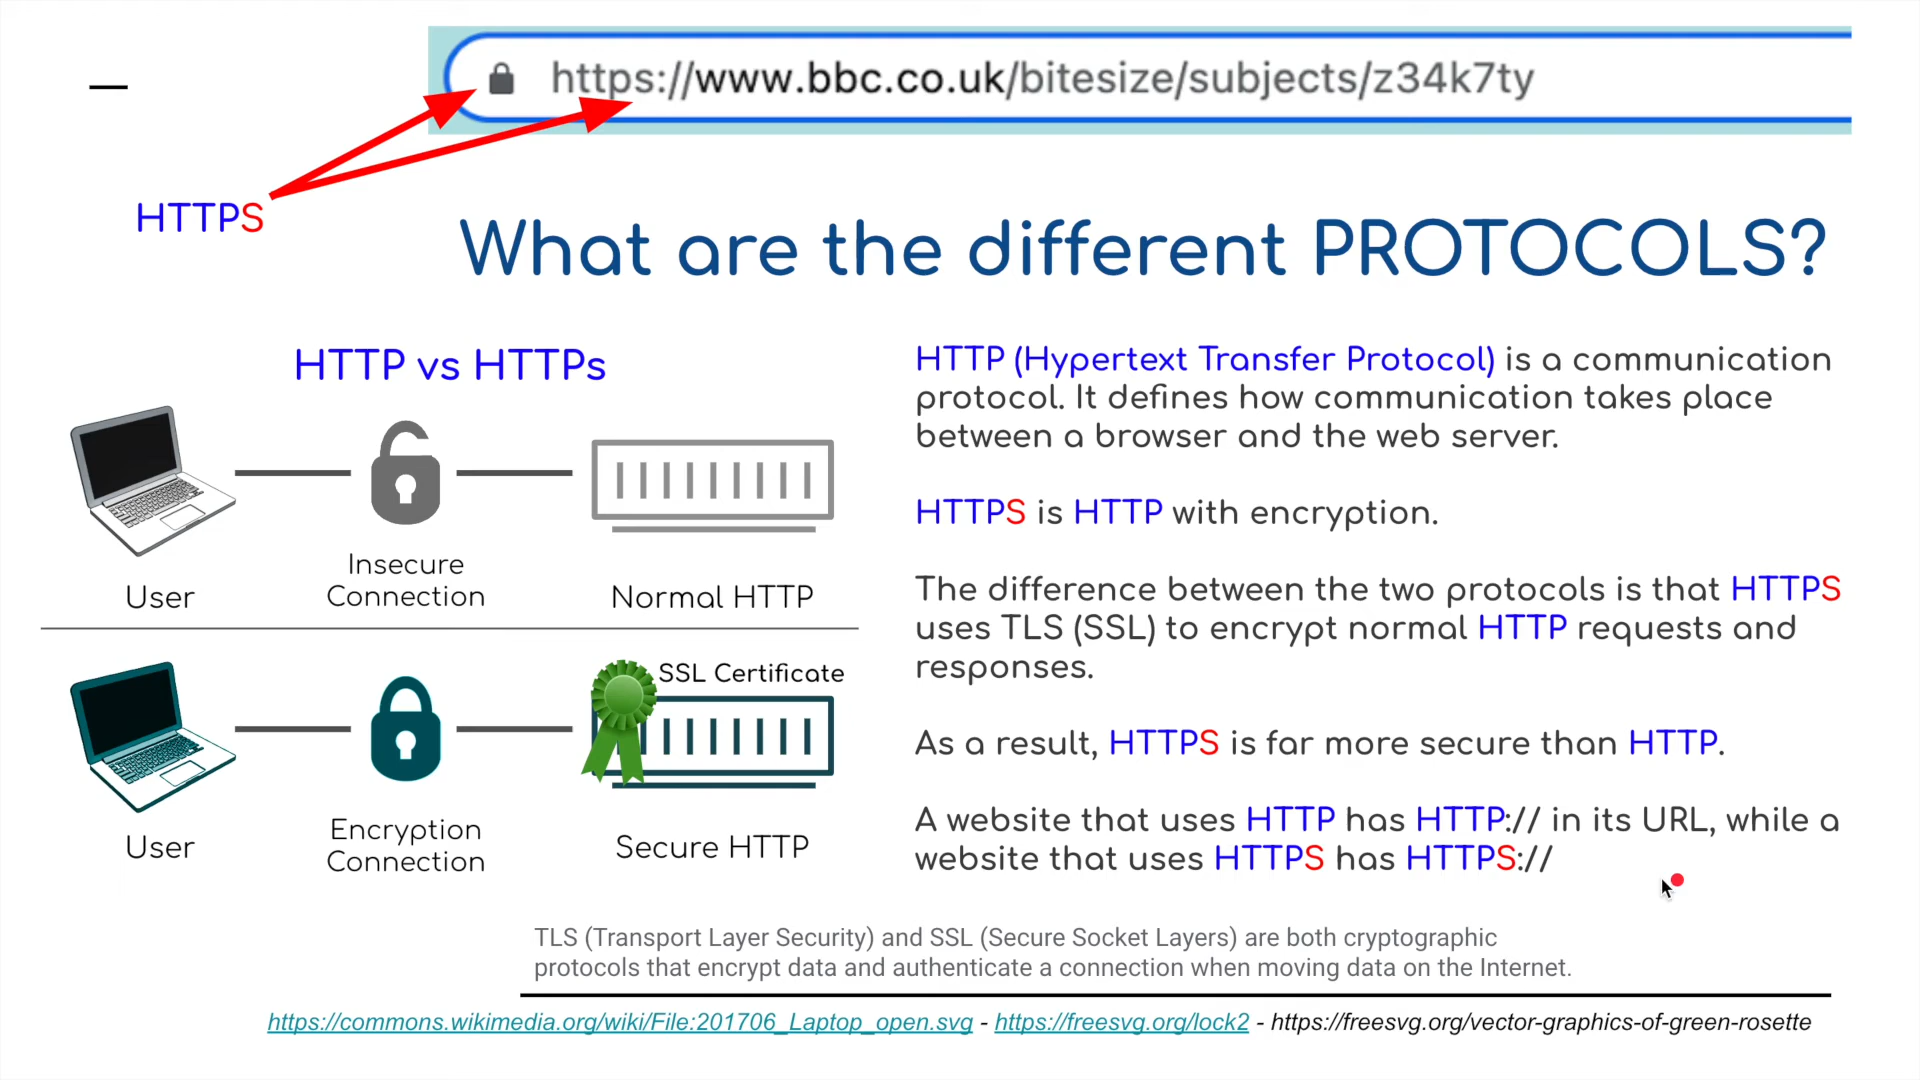 https://www.bbc.co.uk/bitesize/subjects/z34k7ty
HTTPS
What are the different PROTOCOLS?
HTTP vs HTTPs
User
Insecure
Connection
Normal HTTP
SSL Certificate
User
Encryption
Connection
Secure HTTP
HTTP (Hypertext Transfer Protocol) is a communication
protocol. It defines how communication takes place
between a browser and the web server.
HTTPS is HTTP with encryption.
The difference between the two protocols is that HTTPS
uses TLS (SSL) to encrypt normal HTTP requests and
responses.
As a result, HTTPS is far more secure than HTTP.
A website that uses HTTP has HTTP:// in its URL, while a
website that uses HTTPS has HTTPS://
TLS (Transport Layer Security) and SSL (Secure Socket Layers) are both cryptographic
protocols that encrypt data and authenticate a connection when moving data on the Internet.
https://commons.wikimedia.org/wiki/File:201706_Laptop_open.svg - https://freesvg.org/lock2 - https://freesvg.org/vector-graphics-of-green-rosette